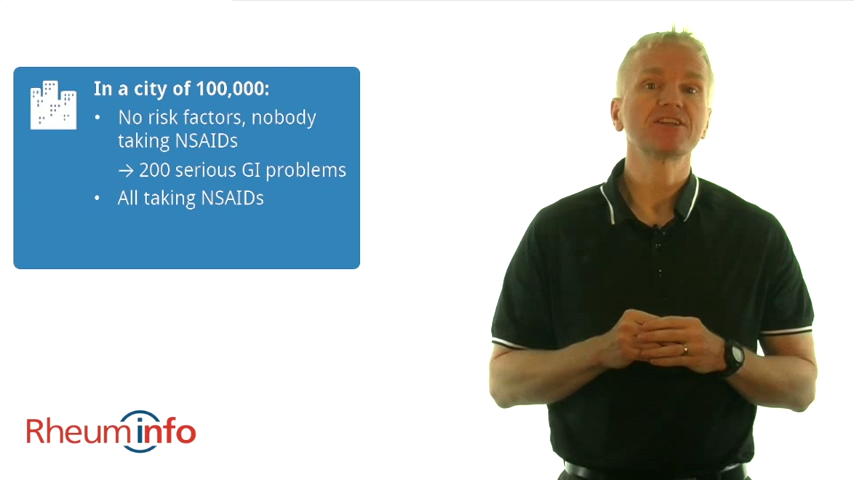 In a city of 100,000:
• No risk factors, nobody
taking NSAIDs
→ 200 serious GI problems
• All taking NSAIDs
Rheuminfo